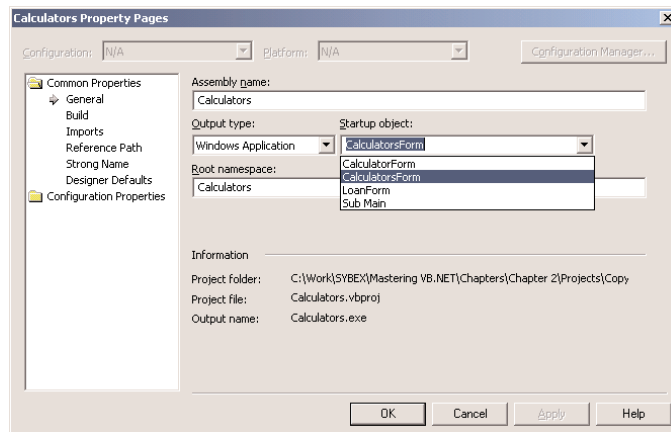 Calculators Property Pages
Configuration: N/A Platform: N/A Configuration Manager...
Common Properties
General
Build
Imports
Reference Path
Strong Name
Designer Defaults
Configuration Properties
Assembly name:
Calculators
Output type: Startup object:
Windows Application CalculatorsForm
CalculatorForm
CalculatorsForm
LoanForm
Sub Main
Root namespace:
Calculators
Information
Project folder: C:\Work\SYBEX\Mastering VB.NET\Chapters\Chapter 2\Projects\Copy
Project file: Calculators.vbproj
Output name: Calculators.exe
OK Cancel Apply Help